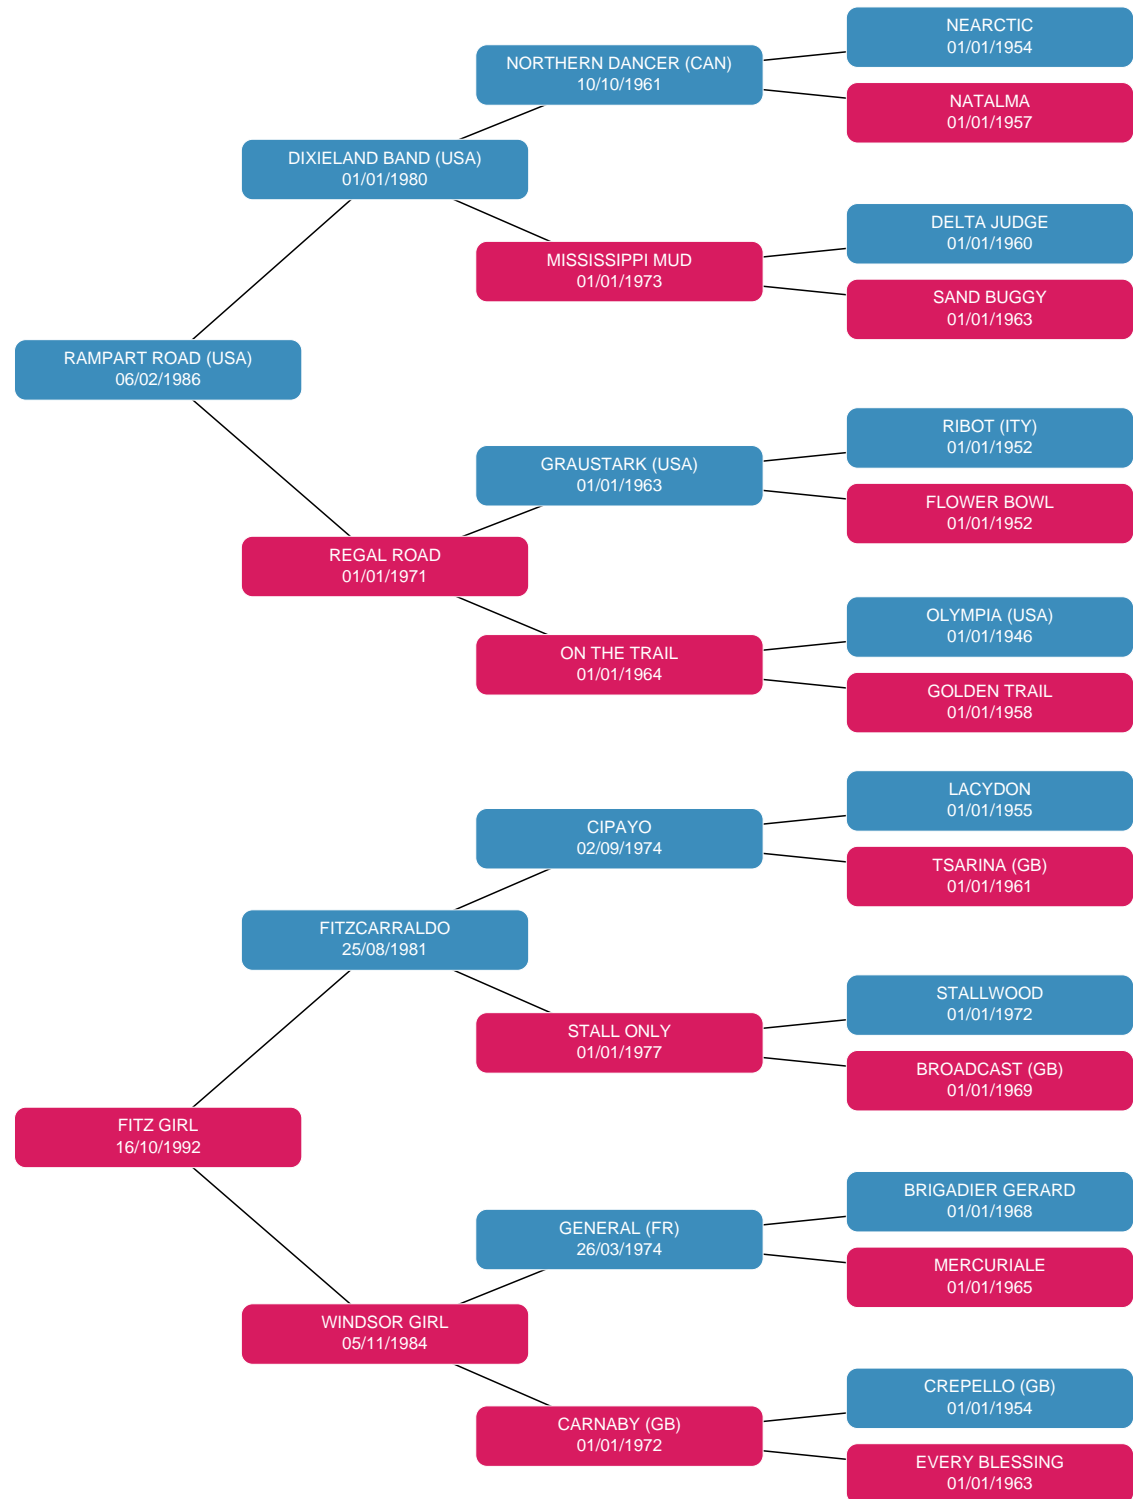 NEARCTIC
01/01/1954
NORTHERN DANCER (CAN)
10/10/1961
NATALMA
01/01/1957
DIXIELAND BAND (USA)
01/01/1980
DELTA JUDGE
01/01/1960
MISSISSIPPI MUD
01/01/1973
SAND BUGGY
01/01/1963
RAMPART ROAD (USA)
06/02/1986
RIBOT (ITY)
01/01/1952
GRAUSTARK (USA)
01/01/1963
FLOWER BOWL
01/01/1952
REGAL ROAD
01/01/1971
OLYMPIA (USA)
01/01/1946
ON THE TRAIL
01/01/1964
GOLDEN TRAIL
01/01/1958
LACYDON
01/01/1955
CIPAYO
02/09/1974
TSARINA (GB)
01/01/1961
FITZCARRALDO
25/08/1981
STALLWOOD
01/01/1972
STALL ONLY
01/01/1977
BROADCAST (GB)
01/01/1969
FITZ GIRL
16/10/1992
BRIGADIER GERARD
01/01/1968
GENERAL (FR)
26/03/1974
MERCURIALE
01/01/1965
WINDSOR GIRL
05/11/1984
CREPELLO (GB)
01/01/1954
CARNABY (GB)
01/01/1972
EVERY BLESSING
01/01/1963